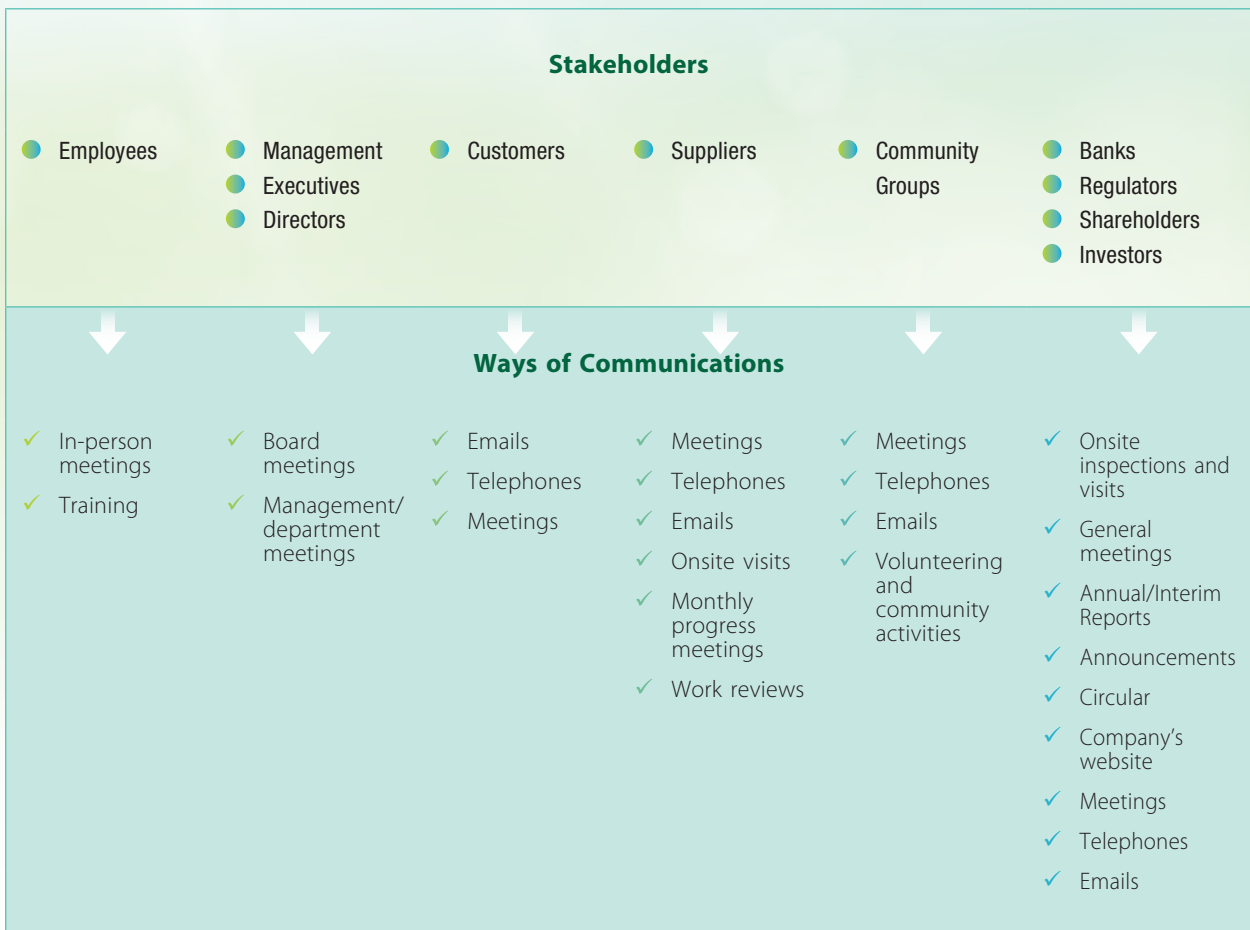 Stakeholders
Employees
Management
Executives
Directors
Customers
Suppliers
Community
Groups
Banks
Regulators
Shareholders
Investors
Ways of Communications
In-person
meetings
Training
Board
meetings
Management/
department
meetings
Emails
Telephones
Meetings
Meetings
Telephones
Emails
Onsite visits
Monthly
progress
meetings
Work reviews
Meetings
Telephones
Emails
Volunteering
and
community
activities
Onsite
inspections and
visits
General
meetings
Annual/Interim
Reports
Announcements
Circular
Company's
website
Meetings
Telephones
Emails